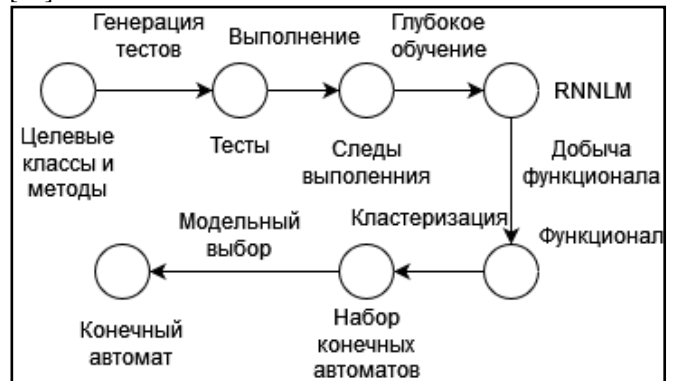 Генерация
тестов
Выполнение
Глубокое
обучение
RNNLM
Целевые
классы и
методы
Тесты
Следы
выполенния
Добыча
функционала
Модельный
выбор
Кластеризация
Функционал
Конечный
автомат
Набор
конечных
автоматов